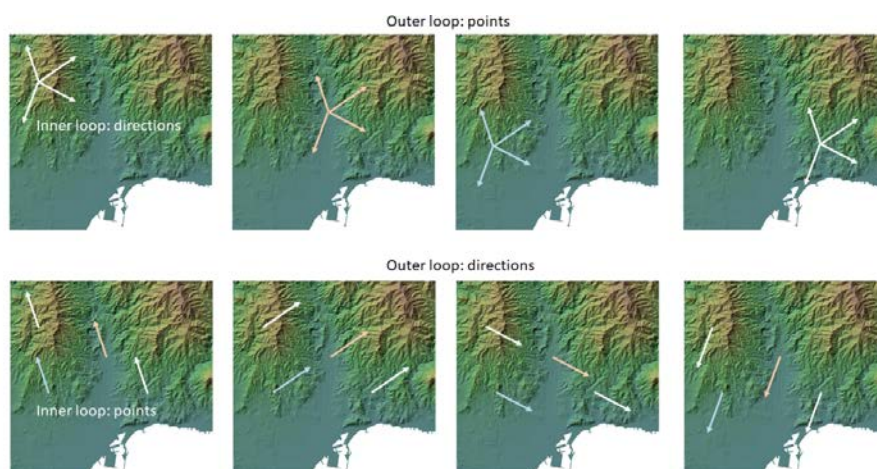 Outer loop: points
Inner loop: directions
Outer loop: directions
Inner loop: points